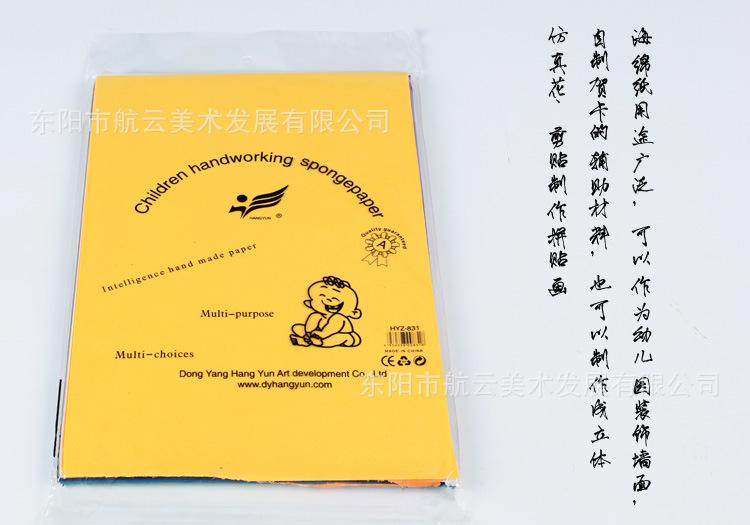 东阳市航云美术发展有限公司
Children handworking spongepaper
HANGYUN
®
Quality guaranteed
A
Intelligence hand made paper
Multi-purpose
HYZ-831
MADE IN CHINA
Multi-choices
CE
Dong Yang Hang Yun Art development Co., Ltd
www.dyhangyun.com
东阳市航云美术发展有限公司
海绵纸用途广泛,可以作为幼儿园装饰墙面,
自制贺卡的辅助材料,也可以制作成立体
仿真花、剪贴制作拼贴画